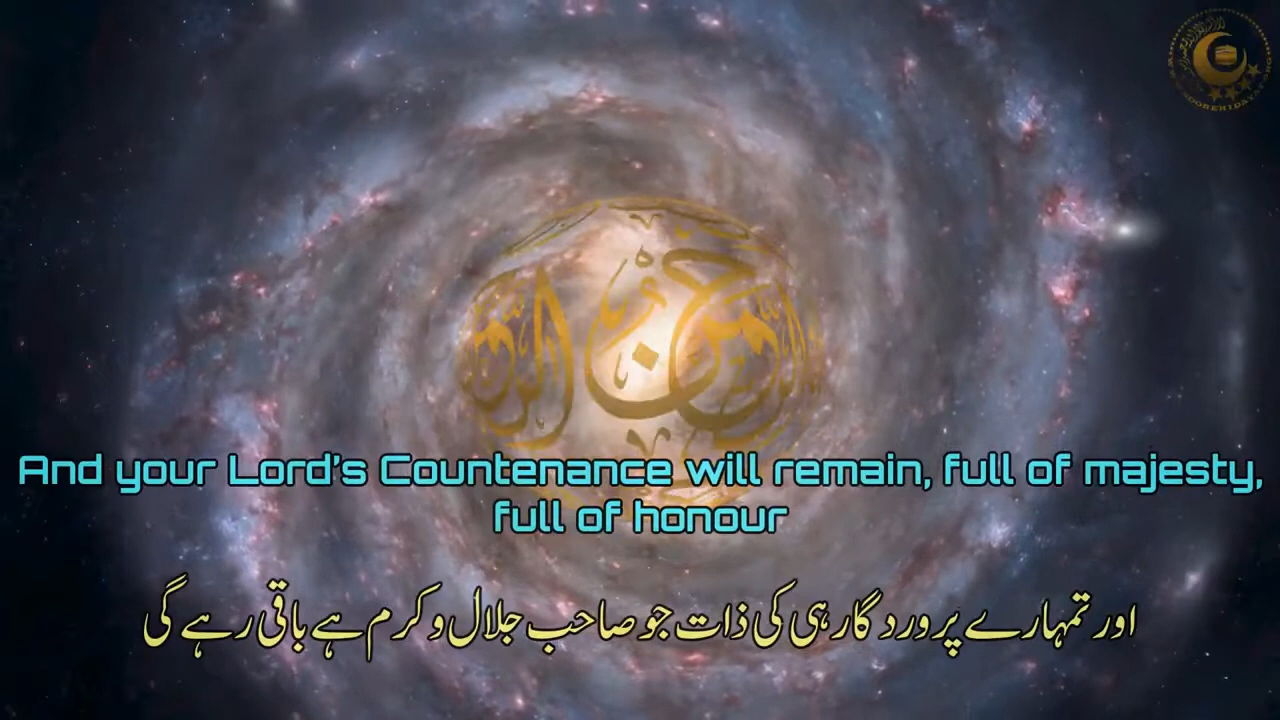 And your Lord's Countenance will remain, full of majesty,
full of honour
اور تمہارے پروردگار ہی کی ذات جو صاحب جلال و کرم ہے باقی رہے گی